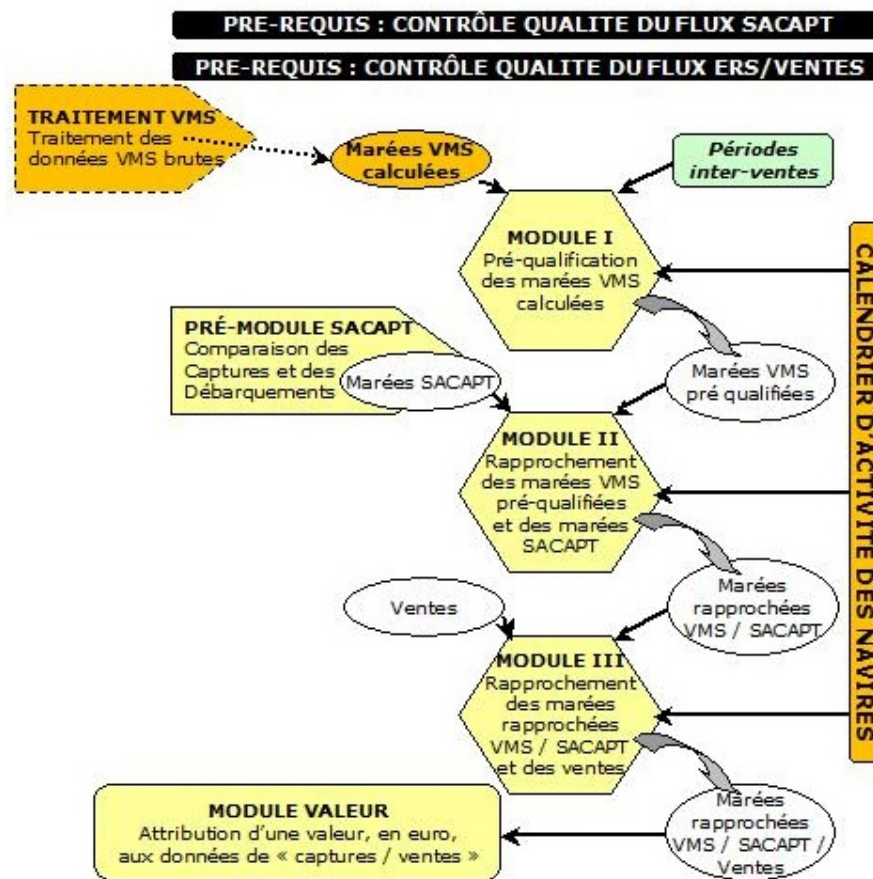 PRE-REQUIS : CONTRÔLE QUALITE DU FLUX SACAPT
PRE-REQUIS : CONTRÔLE QUALITE DU FLUX ERS/VENTES
TRAITEMENT VMS
Traitement des
données VMS brutes
Marées VMS
calculées
Périodes
inter-ventes
MODULE I
Pré-qualification
des marées VMS
calculées
CALENDRIER D'ACTIVITE DES NAVIRES
PRÉ-MODULE SACAPT
Comparaison des
Captures et des
Débarquements
Marées SACAPT
Marées VMS
pré qualifiées
MODULE II
Rapprochement
des marées VMS
pré-qualifiées
et des marées
SACAPT
Ventes
Marées
rapprochées
VMS / SACAPT
MODULE III
Rapprochement
des marées
rapprochées
VMS / SACAPT
et des ventes
MODULE VALEUR
Attribution d'une valeur, en euro,
aux données de « captures / ventes »
Marées
rapprochées
VMS / SACAPT /
Ventes